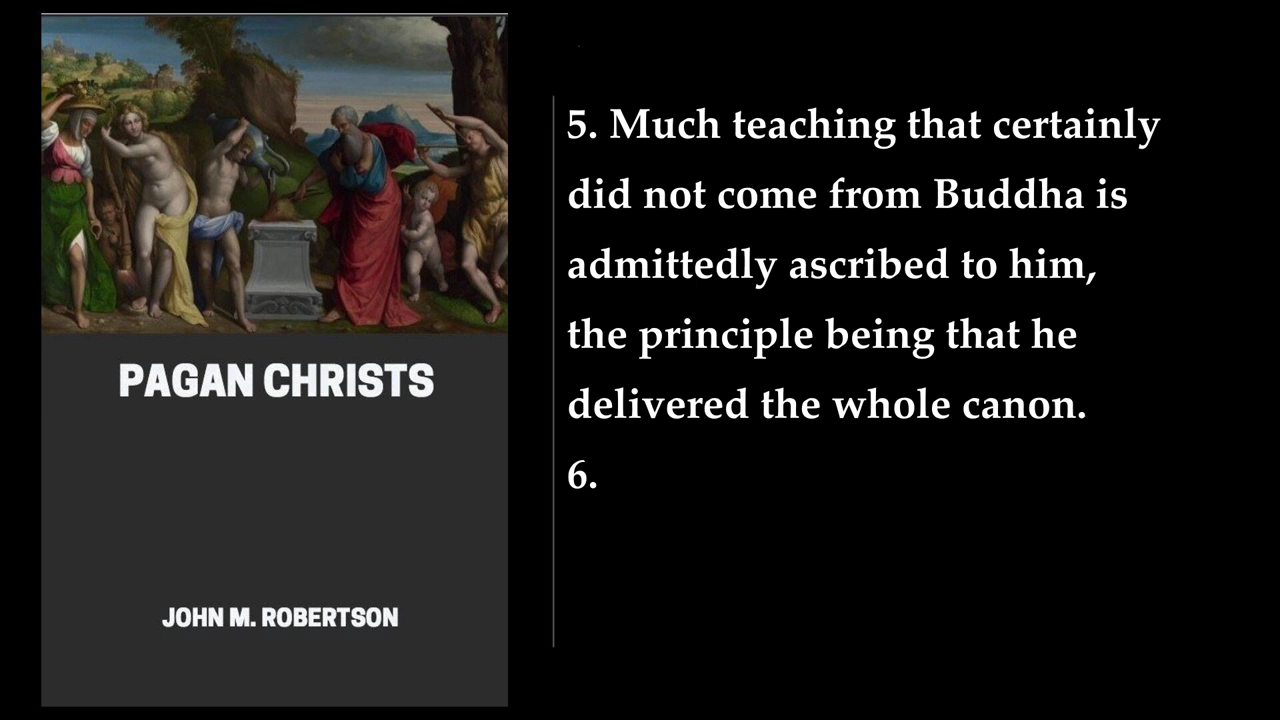 PAGAN CHRISTS
JOHN M. ROBERTSON
5. Much teaching that certainly
did not come from Buddha is
admittedly ascribed to him,
the principle being that he
delivered the whole canon.
6.